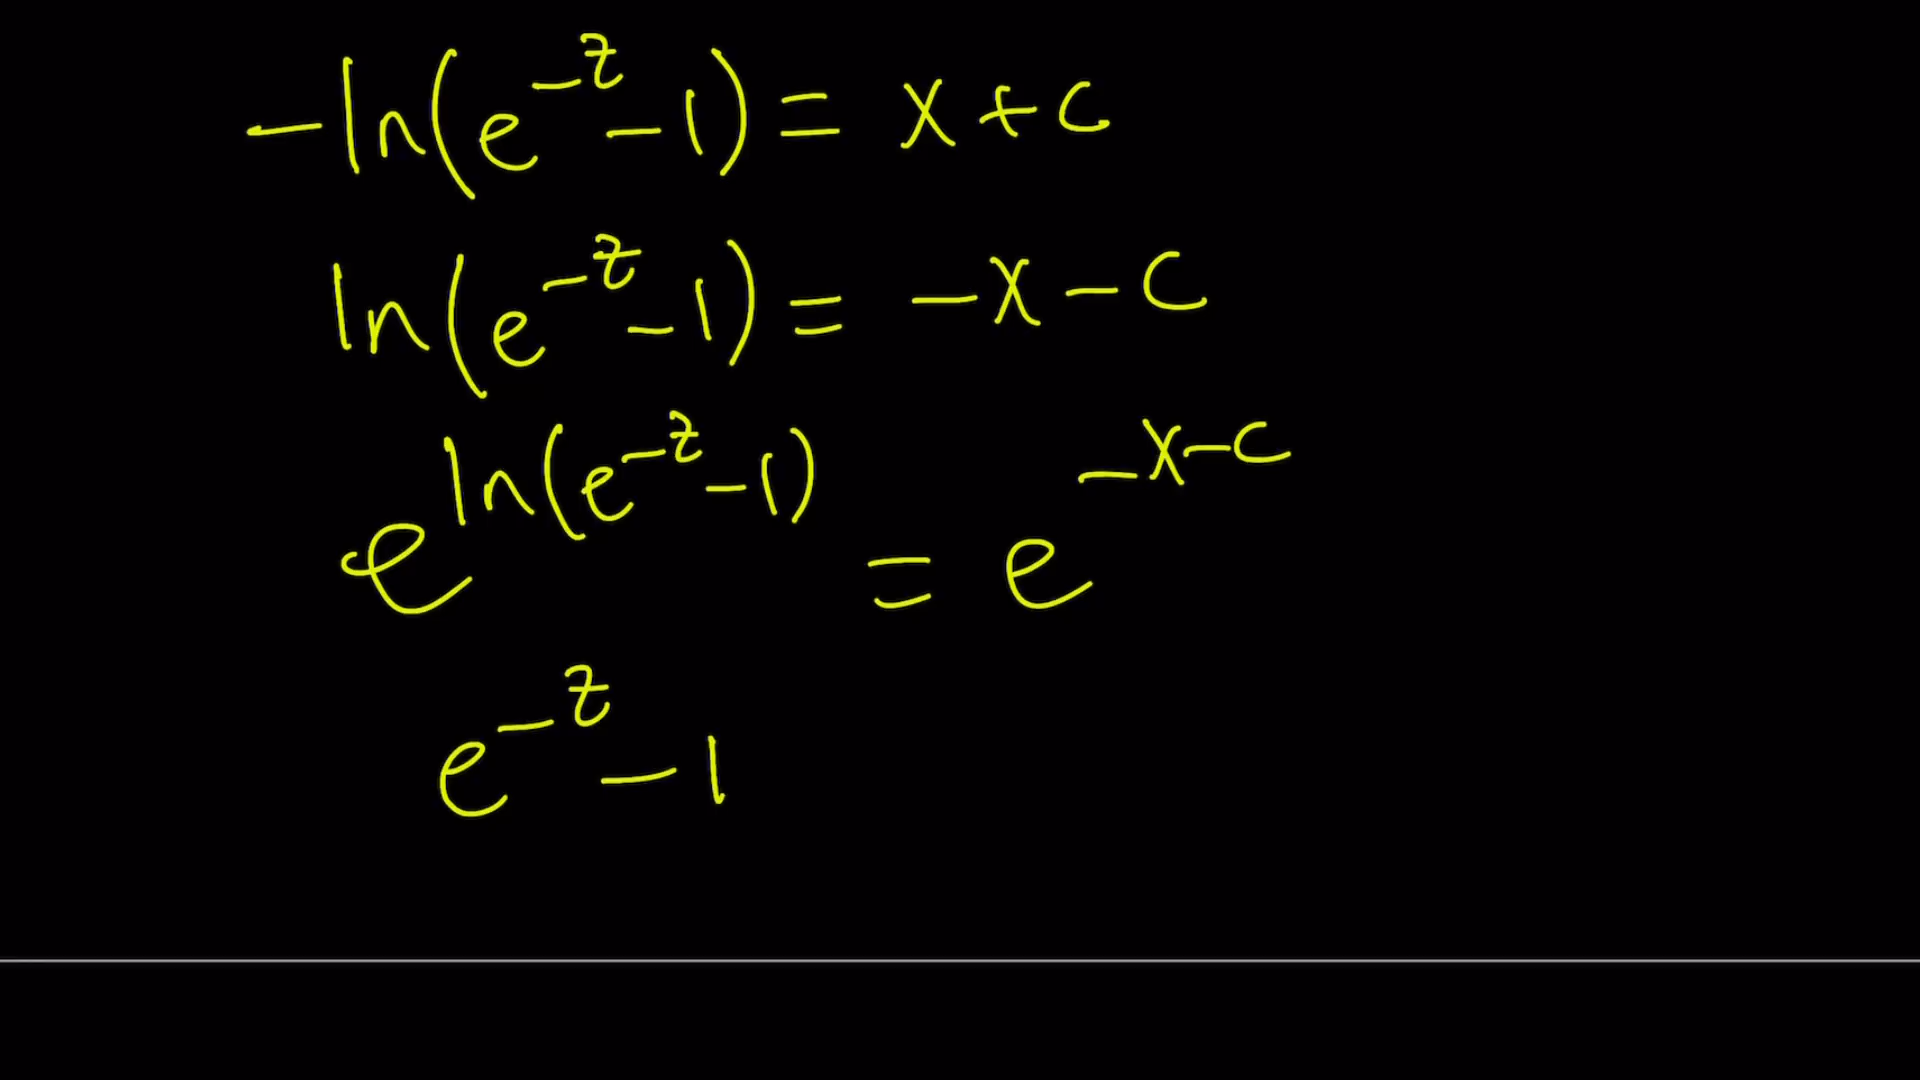 -ln(e^{-z}-1) = x+c
ln(e^{-z}-1) = -x-c
e^{ln(e^{-z}-1)} = e^{-x-c}
e^{-z}-1